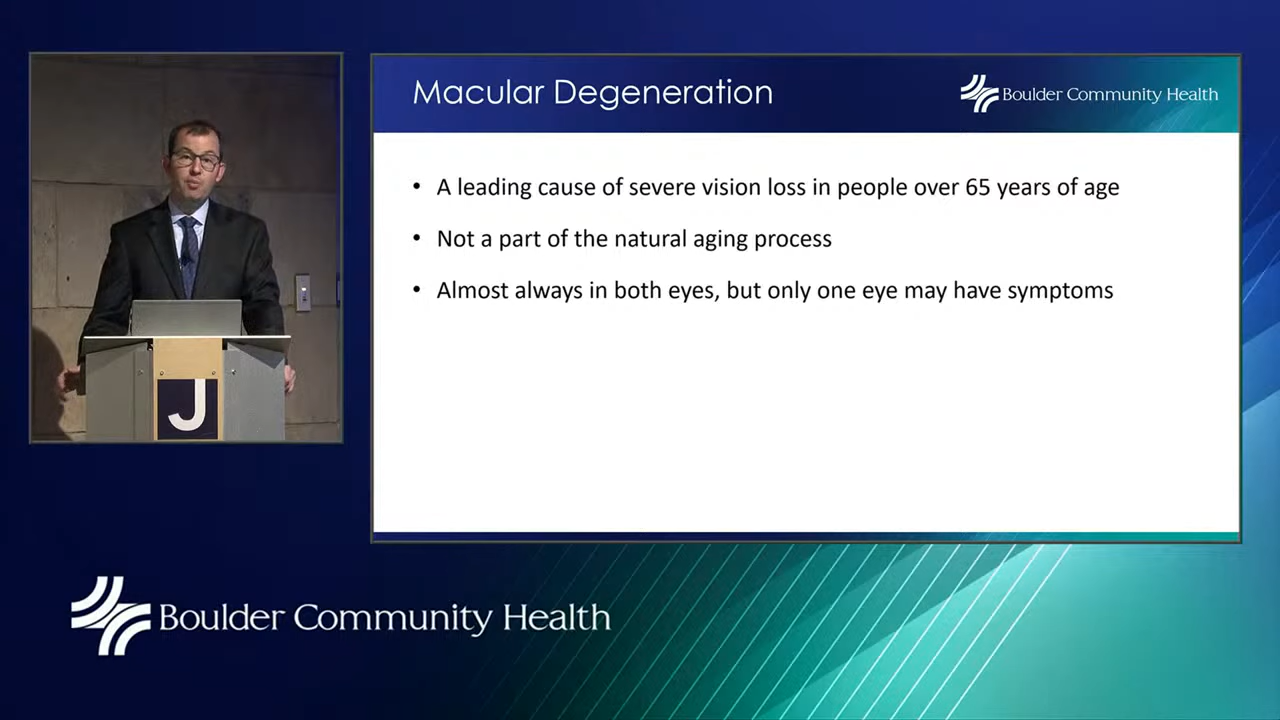 Macular Degeneration
Boulder Community Health
• A leading cause of severe vision loss in people over 65 years of age
• Not a part of the natural aging process
• Almost always in both eyes, but only one eye may have symptoms
J
Boulder Community Health